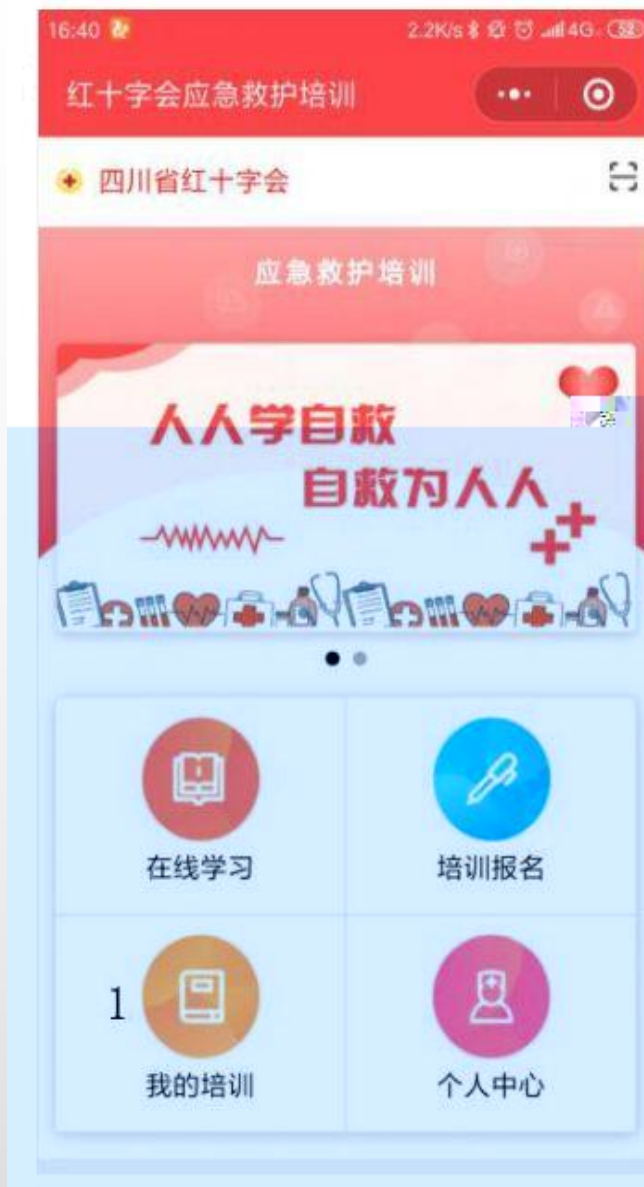 16:40 2.2K/s 4G 52
红十字会应急救护培训
四川省红十字会
应急救护培训
人人学自救
自救为人人
在线学习 培训报名
1
我的培训 个人中心